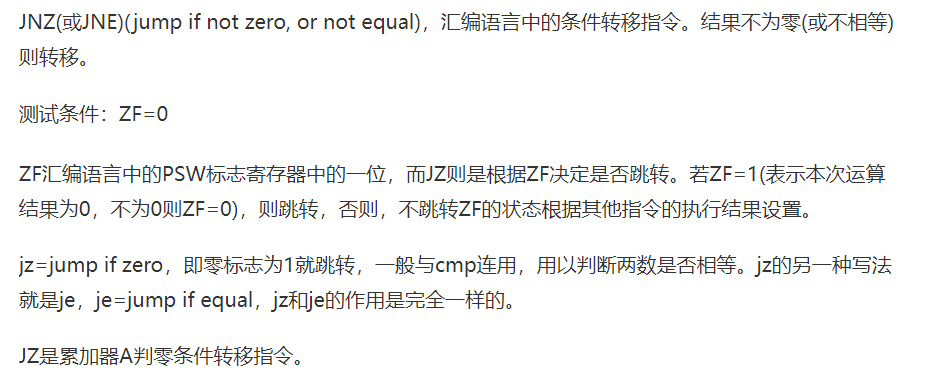 JNZ(或JNE)(jump if not zero, or not equal)，汇编语言中的条件转移指令。结果不为零(或不相等)
则转移。
测试条件：ZF=0
ZF汇编语言中的PSW标志寄存器中的一位，而JZ则是根据ZF决定是否跳转。若ZF=1(表示本次运算
结果为0，不为0则ZF=0)，则跳转，否则，不跳转ZF的状态根据其他指令的执行结果设置。
jz=jump if zero，即零标志为1就跳转，一般与cmp连用，用以判断两数是否相等。jz的另一种写法
就是je，je=jump if equal，jz和je的作用是完全一样的。
JZ是累加器A判零条件转移指令。